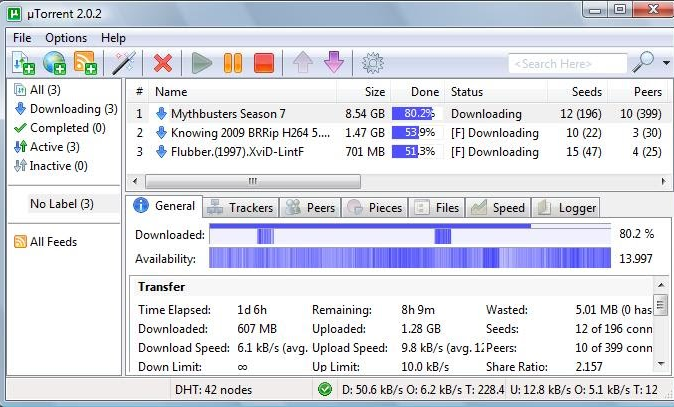 µTorrent 2.0.2
File Options Help
<Search Here>
All (3)
Downloading (3)
Completed (0)
Active (3)
Inactive (0)
No Label (3)
All Feeds
# Name Size Done Status Seeds Peers
1 Mythbusters Season 7 8.54 GB 80.2% Downloading 12 (196) 10 (399)
2 Knowing 2009 BRRip H264 5.... 1.47 GB 53.9% [F] Downloading 10 (22) 3 (30)
3 Flubber.(1997).XviD-LintF 701 MB 51.3% [F] Downloading 15 (47) 4 (25)
General Trackers Peers Pieces Files Speed Logger
Downloaded: 80.2 %
Availability: 13.997
Transfer
Time Elapsed: 1d 6h Remaining: 8h 9m Wasted: 5.01 MB (0 has
Downloaded: 607 MB Uploaded: 1.28 GB Seeds: 12 of 196 conn
Download Speed: 6.1 kB/s (avg. Upload Speed: 9.8 kB/s (avg. 12 Peers: 10 of 399 conn
Down Limit: ∞ Up Limit: 10.0 kB/s Share Ratio: 2.157
DHT: 42 nodes D: 50.6 kB/s O: 6.2 kB/s T: 228.4 U: 12.8 kB/s O: 5.1 kB/s T: 12